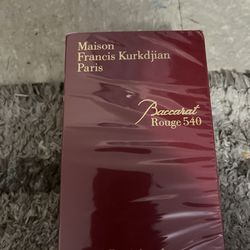 Maison
Francis Kurkdjian
Paris
Baccarat
Rouge 540